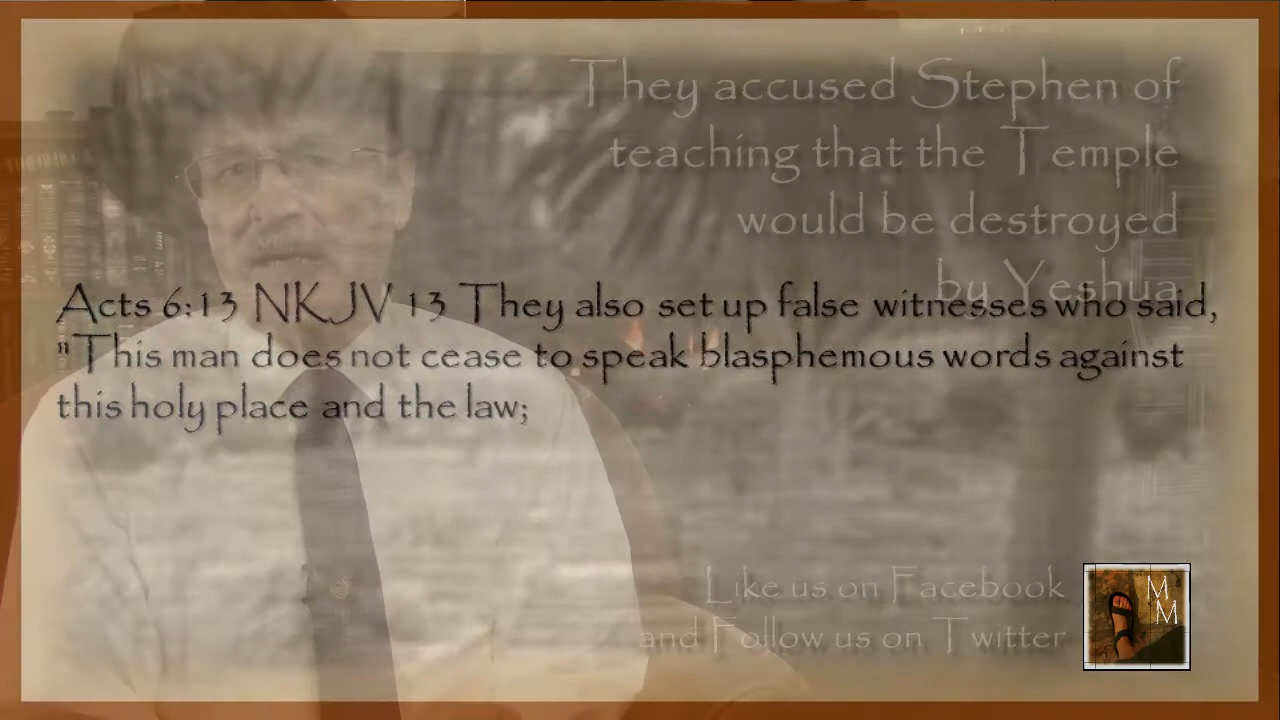 They accused Stephen of
teaching that the Temple
would be destroyed
by Yeshua
Acts 6:13 NKJV 13 They also set up false witnesses who said,
"This man does not cease to speak blasphemous words against
this holy place and the law;
Like us on Facebook
and Follow us on Twitter
M
M